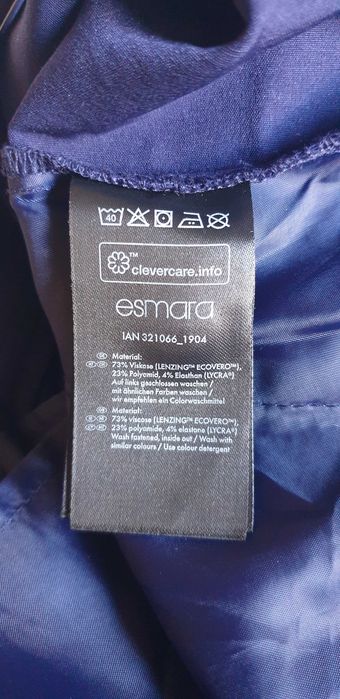 40
™
clevercare.info
esmara
IAN 321066_1904
Material:
73% Viskose (LENZING™ ECOVERO™),
23% Polyamid, 4% Elasthan (LYCRA®)
Auf links geschlossen waschen /
mit ähnlichen Farben waschen /
wir empfehlen ein Colorwaschmittel
Material:
73% viscose (LENZING™ ECOVERO™),
23% polyamide, 4% elastane (LYCRA®)
Wash fastened, inside out / Wash with
similar colours / Use colour detergent